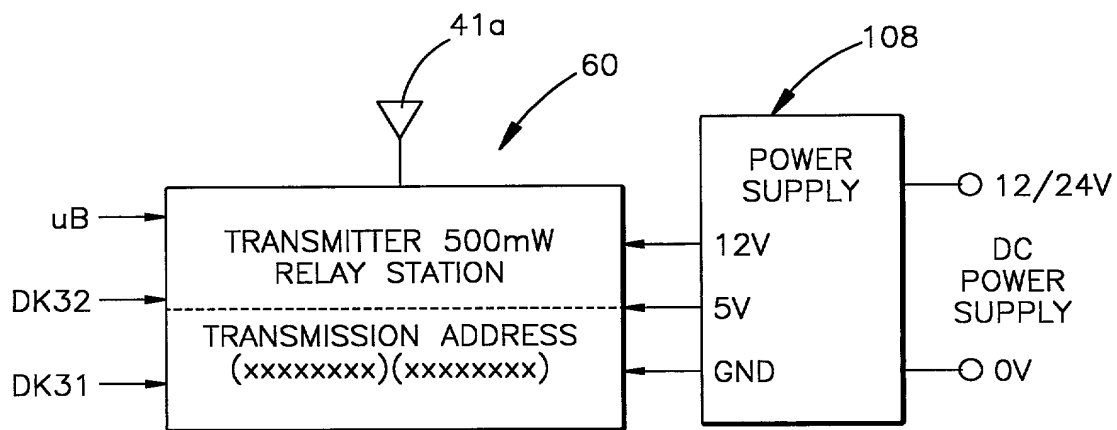 41a
60
108
uB
DK32
DK31
TRANSMITTER 500mW
RELAY STATION
TRANSMISSION ADDRESS
(xxxxxxxx)(xxxxxxxx)
POWER
SUPPLY
12V
5V
GND
12/24V
DC
POWER
SUPPLY
0V